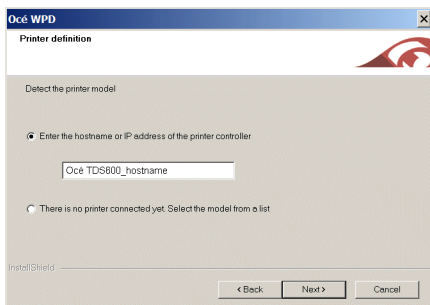 Océ WPD
Printer definition
Detect the printer model
Enter the hostname or IP address of the printer controller
Océ TDS600_hostname
There is no printer connected yet. Select the model from a list
InstallShield
< Back Next > Cancel